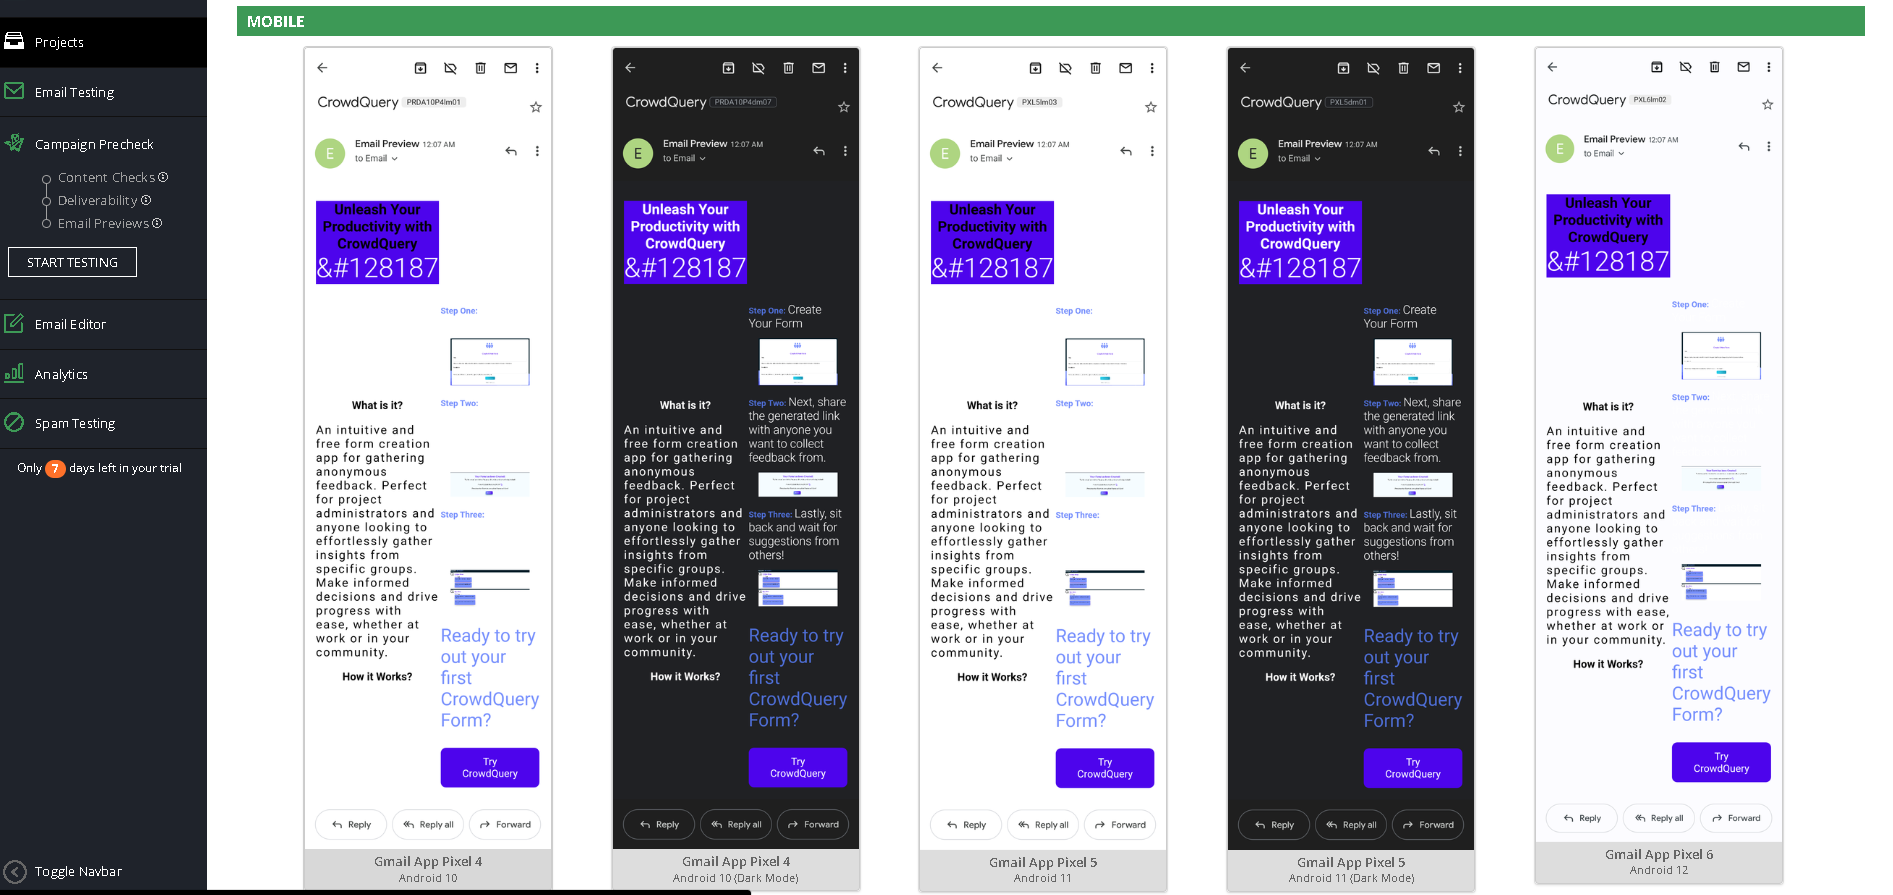 MOBILE
Projects
Email Testing
Campaign Precheck
Content Checks
Deliverability
Email Previews
START TESTING
Email Editor
Analytics
Spam Testing
Only 7 days left in your trial
Toggle Navbar
CrowdQuery PRDA10P4lm01
E
Email Preview 12:07 AM
to Email
Unleash Your
Productivity with
CrowdQuery
&#128187
What is it?
An intuitive and
free form creation
app for gathering
anonymous
feedback. Perfect
for project
administrators and
anyone looking to
effortlessly gather
insights from
specific groups.
Make informed
decisions and drive
progress with
ease, whether at
work or in your
community.
How it Works?
Step One:
Step Two:
Step Three:
Ready to try
out your
first
CrowdQuery
Form?
Try
CrowdQuery
Reply
Reply all
Forward
Gmail App Pixel 4
Android 10
CrowdQuery PRDA10P4dm07
E
Email Preview 12:07 AM
to Email
Unleash Your
Productivity with
CrowdQuery
&#128187
What is it?
An intuitive and
free form creation
app for gathering
anonymous
feedback. Perfect
for project
administrators and
anyone looking to
effortlessly gather
insights from
specific groups.
Make informed
decisions and drive
progress with
ease, whether at
work or in your
community.
How it Works?
Step One: Create
Your Form
Step Two: Next, share
the generated link
with anyone you
want to collect
feedback from.
Step Three: Lastly, sit
back and wait for
suggestions from
others!
Ready to try
out your
first
CrowdQuery
Form?
Try
CrowdQuery
Reply
Reply all
Forward
Gmail App Pixel 4
Android 10 (Dark Mode)
CrowdQuery PXL5lm03
E
Email Preview 12:07 AM
to Email
Unleash Your
Productivity with
CrowdQuery
&#128187
What is it?
An intuitive and
free form creation
app for gathering
anonymous
feedback. Perfect
for project
administrators and
anyone looking to
effortlessly gather
insights from
specific groups.
Make informed
decisions and drive
progress with
ease, whether at
work or in your
community.
How it Works?
Step One:
Step Two:
Step Three:
Ready to try
out your
first
CrowdQuery
Form?
Try
CrowdQuery
Reply
Reply all
Forward
Gmail App Pixel 5
Android 11
CrowdQuery PXL5dm01
E
Email Preview 12:07 AM
to Email
Unleash Your
Productivity with
CrowdQuery
&#128187
What is it?
An intuitive and
free form creation
app for gathering
anonymous
feedback. Perfect
for project
administrators and
anyone looking to
effortlessly gather
insights from
specific groups.
Make informed
decisions and drive
progress with
ease, whether at
work or in your
community.
How it Works?
Step One: Create
Your Form
Step Two: Next, share
the generated link
with anyone you
want to collect
feedback from.
Step Three: Lastly, sit
back and wait for
suggestions from
others!
Ready to try
out your
first
CrowdQuery
Form?
Try
CrowdQuery
Reply
Reply all
Forward
Gmail App Pixel 5
Android 11 (Dark Mode)
CrowdQuery PXL6lm02
E
Email Preview 12:07 AM
to Email
Unleash Your
Productivity with
CrowdQuery
&#128187
What is it?
An intuitive and
free form creation
app for gathering
anonymous
feedback. Perfect
for project
administrators and
anyone looking to
effortlessly gather
insights from
specific groups.
Make informed
decisions and drive
progress with ease,
whether at work or
in your community.
How it Works?
Step One:
Step Two:
Step Three:
Ready to try
out your
first
CrowdQuery
Form?
Try
CrowdQuery
Reply
Reply all
Forward
Gmail App Pixel 6
Android 12